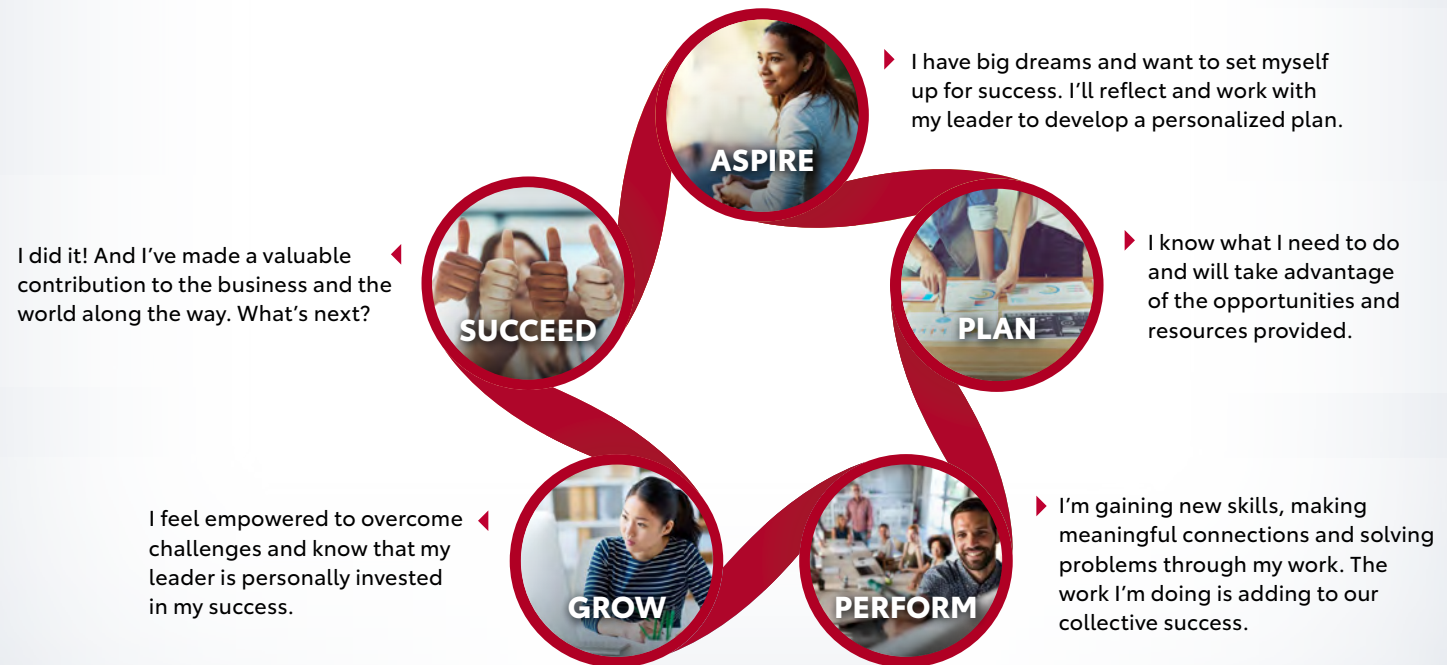 ASPIRE
I have big dreams and want to set myself
up for success. I’ll reflect and work with
my leader to develop a personalized plan.
PLAN
I know what I need to do
and will take advantage
of the opportunities and
resources provided.
PERFORM
I’m gaining new skills, making
meaningful connections and solving
problems through my work. The
work I’m doing is adding to our
collective success.
GROW
I feel empowered to overcome
challenges and know that my
leader is personally invested
in my success.
SUCCEED
I did it! And I’ve made a valuable
contribution to the business and the
world along the way. What’s next?